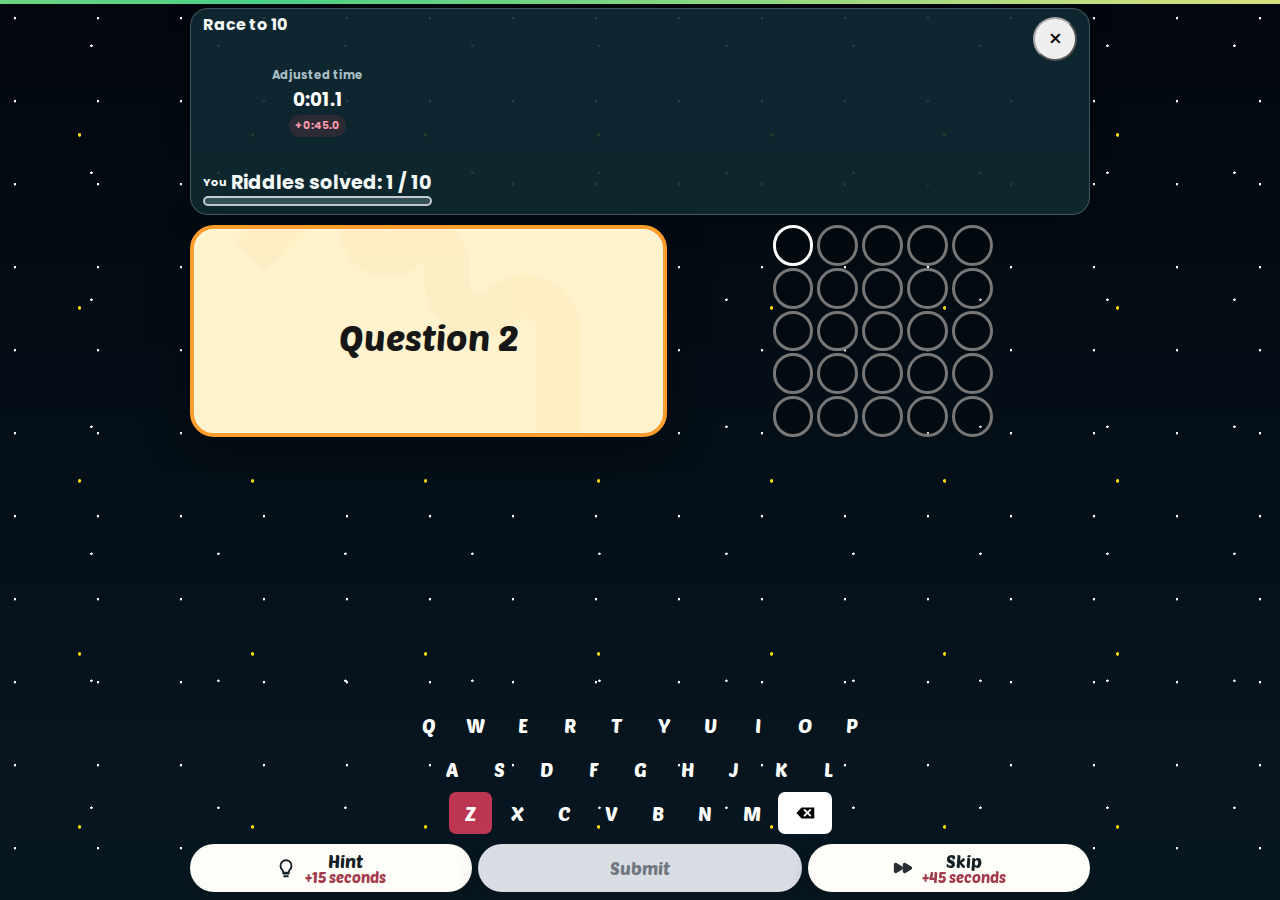 Race to 10
×
Adjusted time
0:01.1
+0:45.0
You Riddles solved: 1 / 10
Question 2
Q W E R T Y U I O P
A S D F G H J K L
Z X C V B N M
Hint
+15 seconds
Submit
Skip
+45 seconds